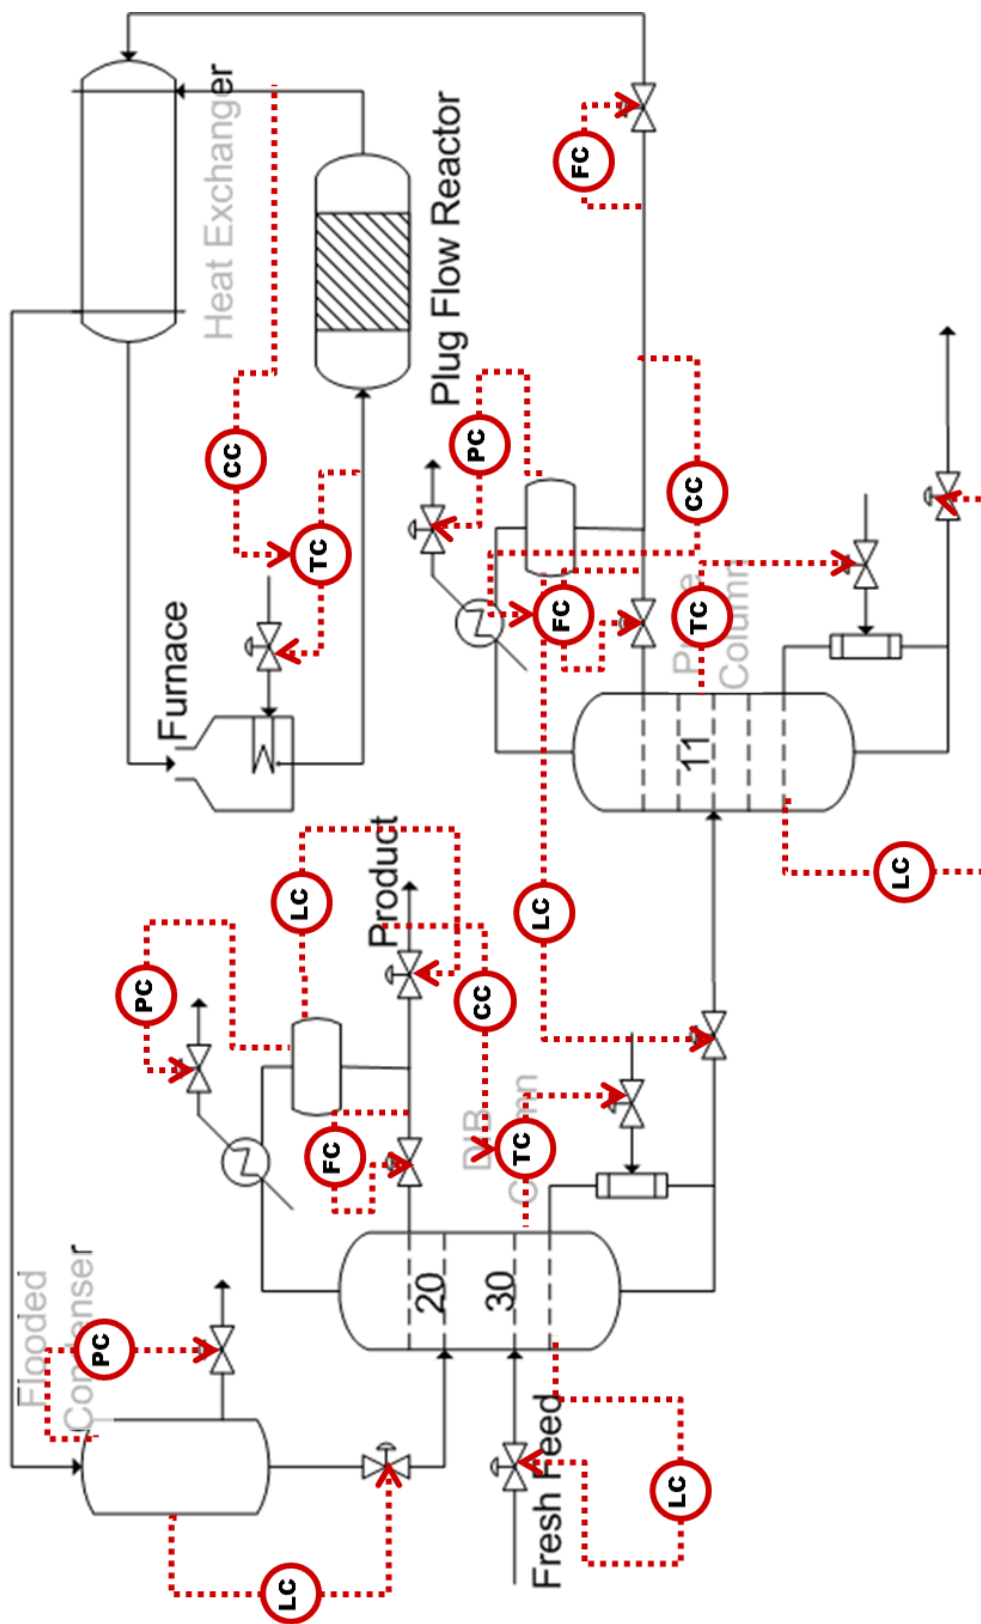 Flooded
Condenser
PC
PC
Furnace
Heat Exchanger
CC
LC
LC
TC
FC
Product
Plug Flow Reactor
20
PC
DIB
CC
30
TC
LC
FC
FC
Fresh Feed
LC
11
CC
TC
Column
LC